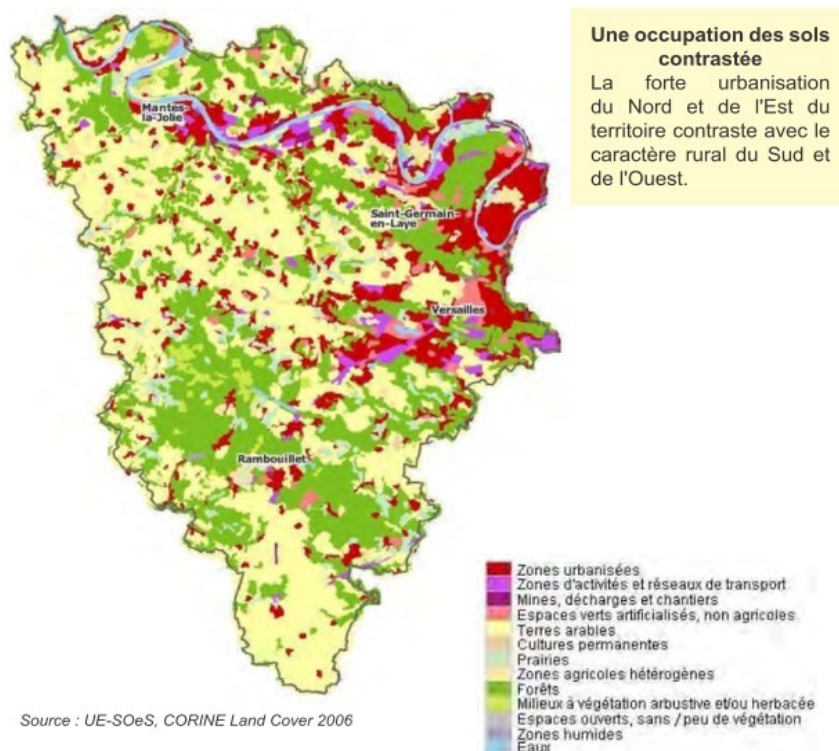 Une occupation des sols
contrastée
La forte urbanisation
du Nord et de l'Est du
territoire contraste avec le
caractère rural du Sud et
de l'Ouest.
Mantes-
la-Jolie
Saint-Germain-
en-Laye
Versailles
Rambouillet
Zones urbanisées
Zones d'activités et réseaux de transport
Mines, décharges et chantiers
Espaces verts artificialisés, non agricoles
Terres arables
Cultures permanentes
Prairies
Zones agricoles hétérogènes
Forêts
Milieux à végétation arbustive et/ou herbacée
Espaces ouverts, sans / peu de végétation
Zones humides
Eaux
Source : UE-SOeS, CORINE Land Cover 2006